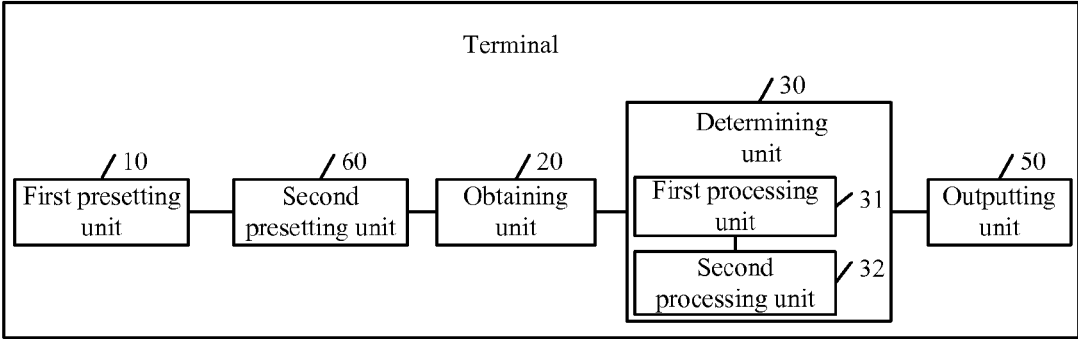 Terminal
10
First presetting
unit
60
Second
presetting unit
20
Obtaining
unit
30
Determining
unit
First processing
unit
31
Second
processing unit
32
50
Outputting
unit